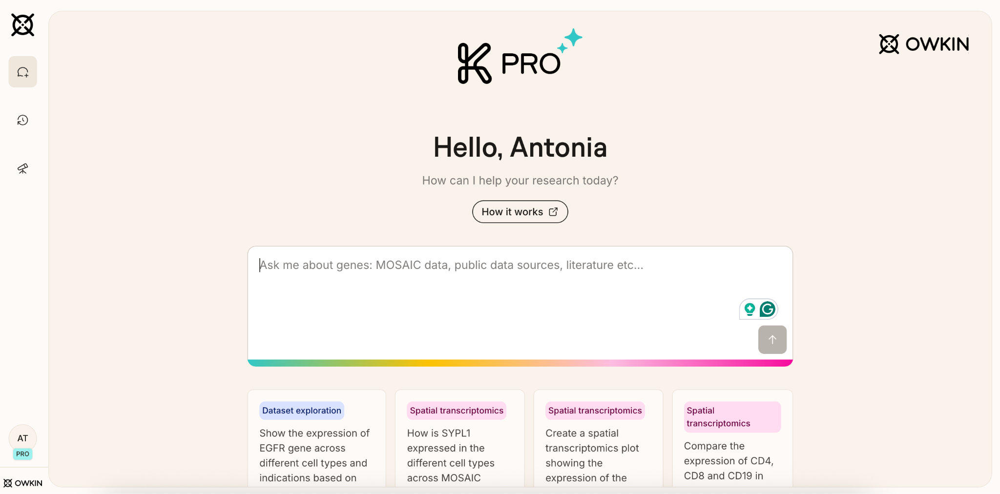 K PRO
OWKIN
Hello, Antonia
How can I help your research today?
How it works
Ask me about genes: MOSAIC data, public data sources, literature etc...
Dataset exploration
Show the expression of
EGFR gene across
different cell types and
indications based on
Spatial transcriptomics
How is SYPL1
expressed in the
different cell types
across MOSAIC
Spatial transcriptomics
Create a spatial
transcriptomics plot
showing the
expression of the
Spatial
transcriptomics
Compare the
expression of CD4,
CD8 and CD19 in
AT
PRO
OWKIN